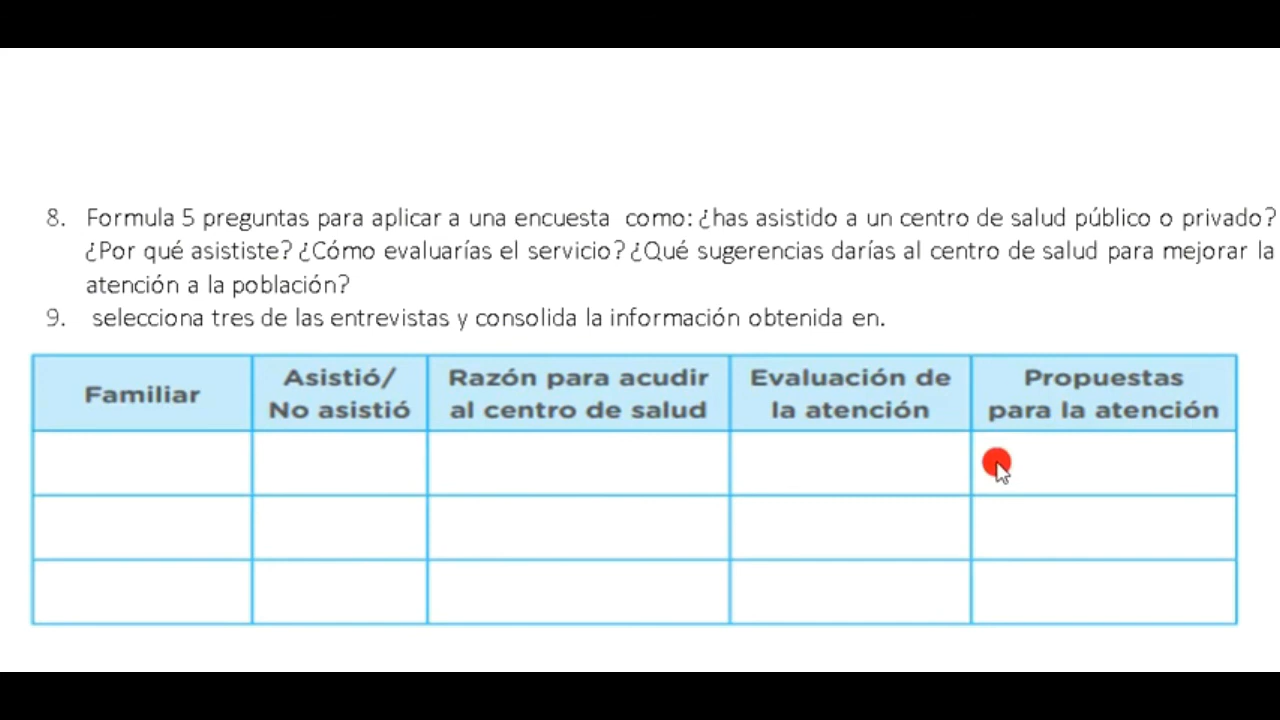 8. Formula 5 preguntas para aplicar a una encuesta como: ¿has asistido a un centro de salud público o privado?
¿Por qué asististe? ¿Cómo evaluarías el servicio? ¿Qué sugerencias darías al centro de salud para mejorar la
atención a la población?
9. selecciona tres de las entrevistas y consolida la información obtenida en.
Familiar
Asistió/
No asistió
Razón para acudir
al centro de salud
Evaluación de
la atención
Propuestas
para la atención